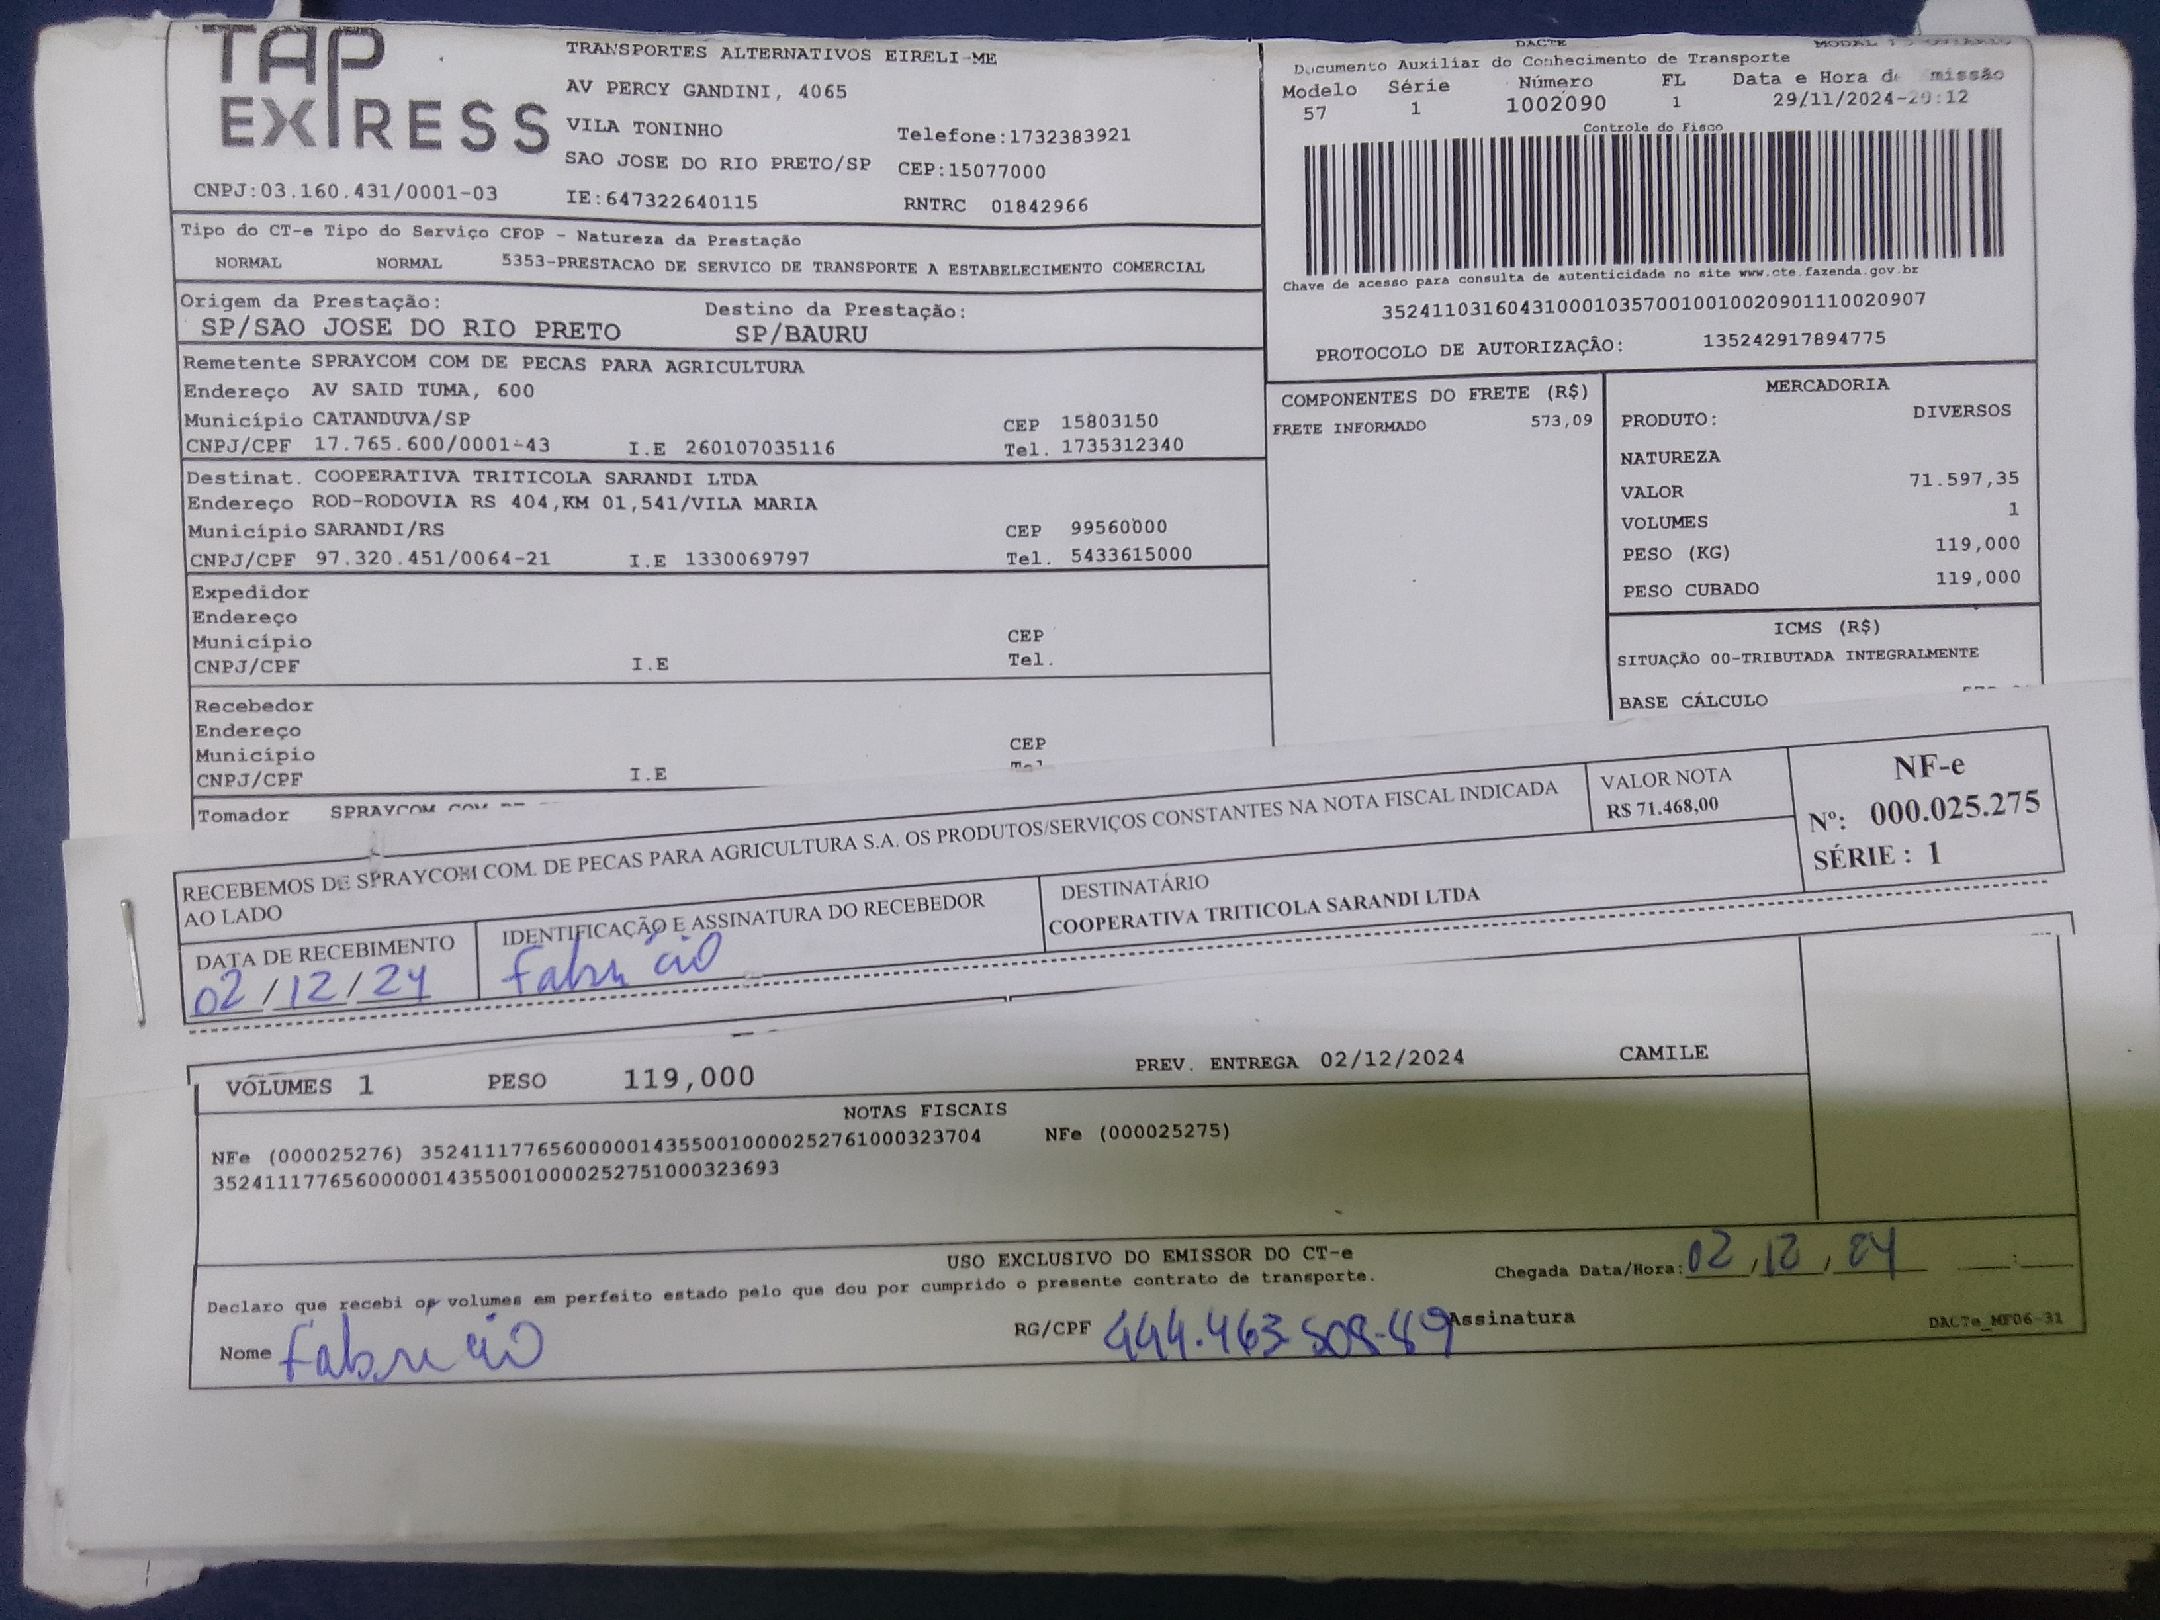 TAP
EXPRESS
TRANSPORTES ALTERNATIVOS EIRELI-ME
AV PERCY GANDINI, 4065
VILA TONINHO Telefone:1732383921
SAO JOSE DO RIO PRETO/SP CEP:15077000
CNPJ:03.160.431/0001-03 IE:647322640115 RNTRC 01842966
DACTE MODAL
Documento Auxiliar do Conhecimento de Transporte
Modelo Série Número FL Data e Hora de Emissão
57 1 1002090 1 29/11/2024-20:12
Controle do Fisco
Chave de acesso para consulta de autenticidade no site www.cte.fazenda.gov.br
35241103160431000103570010010020901110020907
PROTOCOLO DE AUTORIZAÇÃO: 135242917894775
Tipo do CT-e Tipo do Serviço CFOP - Natureza da Prestação
NORMAL NORMAL 5353-PRESTACAO DE SERVICO DE TRANSPORTE A ESTABELECIMENTO COMERCIAL
Origem da Prestação: Destino da Prestação:
SP/SAO JOSE DO RIO PRETO SP/BAURU
Remetente SPRAYCOM COM DE PECAS PARA AGRICULTURA
Endereço AV SAID TUMA, 600
Município CATANDUVA/SP CEP 15803150
CNPJ/CPF 17.765.600/0001-43 I.E 260107035116 Tel. 1735312340
Destinat. COOPERATIVA TRITICOLA SARANDI LTDA
Endereço ROD-RODOVIA RS 404,KM 01,541/VILA MARIA
Município SARANDI/RS CEP 99560000
CNPJ/CPF 97.320.451/0064-21 I.E 1330069797 Tel. 5433615000
Expedidor
Endereço
Município CEP
CNPJ/CPF I.E Tel.
Recebedor
Endereço
Município CEP
CNPJ/CPF I.E Tel
Tomador SPRAYCOM COM DE
COMPONENTES DO FRETE (R$)
FRETE INFORMADO 573,09
MERCADORIA
PRODUTO: DIVERSOS
NATUREZA
VALOR 71.597,35
VOLUMES 1
PESO (KG) 119,000
PESO CUBADO 119,000
ICMS (R$)
SITUAÇÃO 00-TRIBUTADA INTEGRALMENTE
BASE CÁLCULO
RECEBEMOS DE SPRAYCOM COM. DE PECAS PARA AGRICULTURA S.A. OS PRODUTOS/SERVIÇOS CONSTANTES NA NOTA FISCAL INDICADA
AO LADO
VALOR NOTA
R$ 71.468,00
NF-e
Nº: 000.025.275
SÉRIE : 1
DATA DE RECEBIMENTO
02/12/24
IDENTIFICAÇÃO E ASSINATURA DO RECEBEDOR
Fabricio
DESTINATÁRIO
COOPERATIVA TRITICOLA SARANDI LTDA
VOLUMES 1 PESO 119,000 PREV. ENTREGA 02/12/2024 CAMILE
NOTAS FISCAIS
NFe (000025276) 35241117765600000143550010000252761000323704 NFe (000025275)
35241117765600000143550010000252751000323693
USO EXCLUSIVO DO EMISSOR DO CT-e
Declaro que recebi os volumes em perfeito estado pelo que dou por cumprido o presente contrato de transporte.
Chegada Data/Hora: 02/12/24 :
Nome Fabricio RG/CPF 444.463 508-89 Assinatura
DACTe_MF06-31